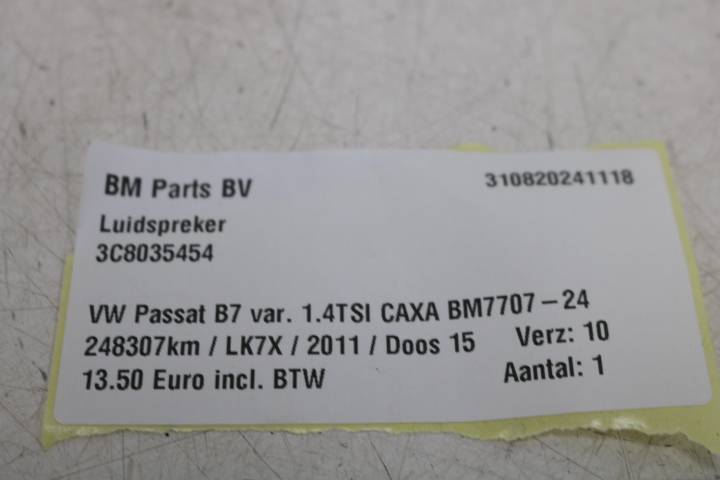 BM Parts BV 310820241118
Luidspreker
3C8035454
VW Passat B7 var. 1.4TSI CAXA BM7707-24
248307km / LK7X / 2011 / Doos 15 Verz: 10
13.50 Euro incl. BTW Aantal: 1